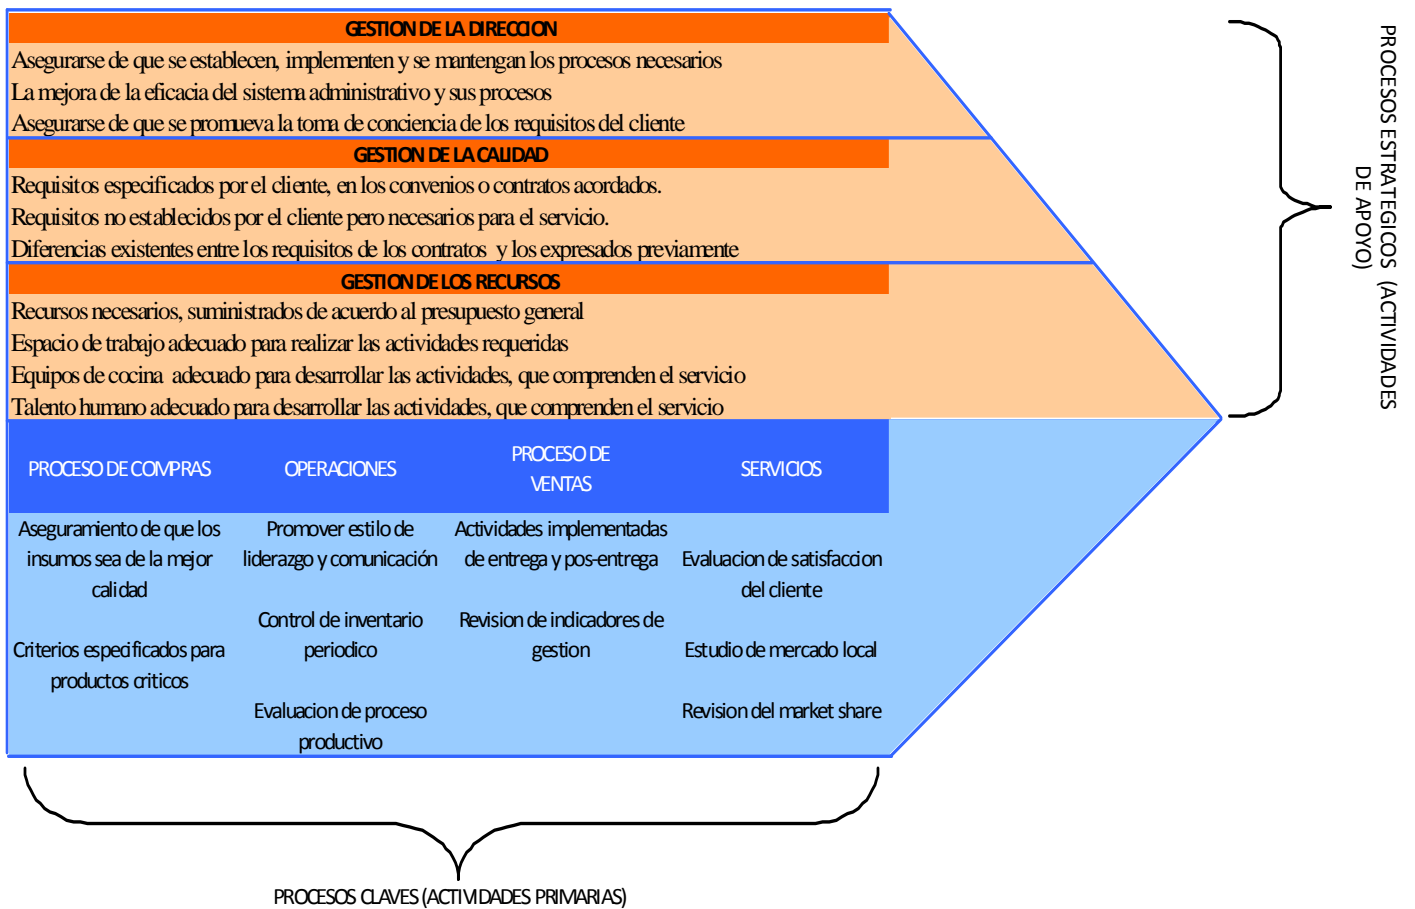 GESTION DE LA DIRECCION
Asegurarse de que se establecen, implementen y se mantengan los procesos necesarios
La mejora de la eficacia del sistema administrativo y sus procesos
Asegurarse de que se promueva la toma de conciencia de los requisitos del cliente
GESTION DE LA CALIDAD
Requisitos especificados por el cliente, en los convenios o contratos acordados.
Requisitos no establecidos por el cliente pero necesarios para el servicio.
Diferencias existentes entre los requisitos de los contratos y los expresados previamente
GESTION DE LOS RECURSOS
Recursos necesarios, suministrados de acuerdo al presupuesto general
Espacio de trabajo adecuado para realizar las actividades requeridas
Equipos de cocina adecuado para desarrollar las actividades, que comprenden el servicio
Talento humano adecuado para desarrollar las actividades, que comprenden el servicio
PROCESOS ESTRATEGICOS (ACTIVIDADES
DE APOYO)
PROCESO DE COMPRAS
Aseguramiento de que los
insumos sea de la mejor
calidad
Criterios especificados para
productos criticos
OPERACIONES
Promover estilo de
liderazgo y comunicación
Control de inventario
periodico
Evaluacion de proceso
productivo
PROCESO DE
VENTAS
Actividades implementadas
de entrega y pos-entrega
Revision de indicadores de
gestion
SERVICIOS
Evaluacion de satisfaccion
del cliente
Estudio de mercado local
Revision del market share
PROCESOS CLAVES (ACTIVIDADES PRIMARIAS)